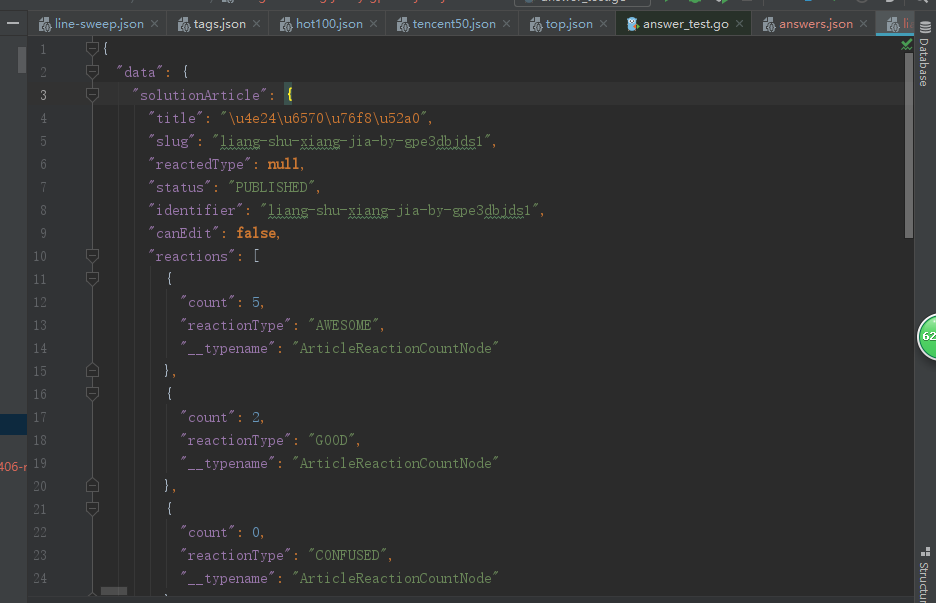 line-sweep.json tags.json hot100.json tencent50.json top.json answer_test.go answers.json li
1 {
2 "data": {
3 "solutionArticle": {
4 "title": "\u4e24\u6570\u76f8\u52a0",
5 "slug": "liang-shu-xiang-jia-by-gpe3dbjds1",
6 "reactedType": null,
7 "status": "PUBLISHED",
8 "identifier": "liang-shu-xiang-jia-by-gpe3dbjds1",
9 "canEdit": false,
10 "reactions": [
11 {
12 "count": 5,
13 "reactionType": "AWESOME",
14 "__typename": "ArticleReactionCountNode"
15 },
16 {
17 "count": 2,
18 "reactionType": "GOOD",
19 "__typename": "ArticleReactionCountNode"
20 },
21 {
22 "count": 0,
23 "reactionType": "CONFUSED",
24 "__typename": "ArticleReactionCountNode"
406-r
Database
62
Structur